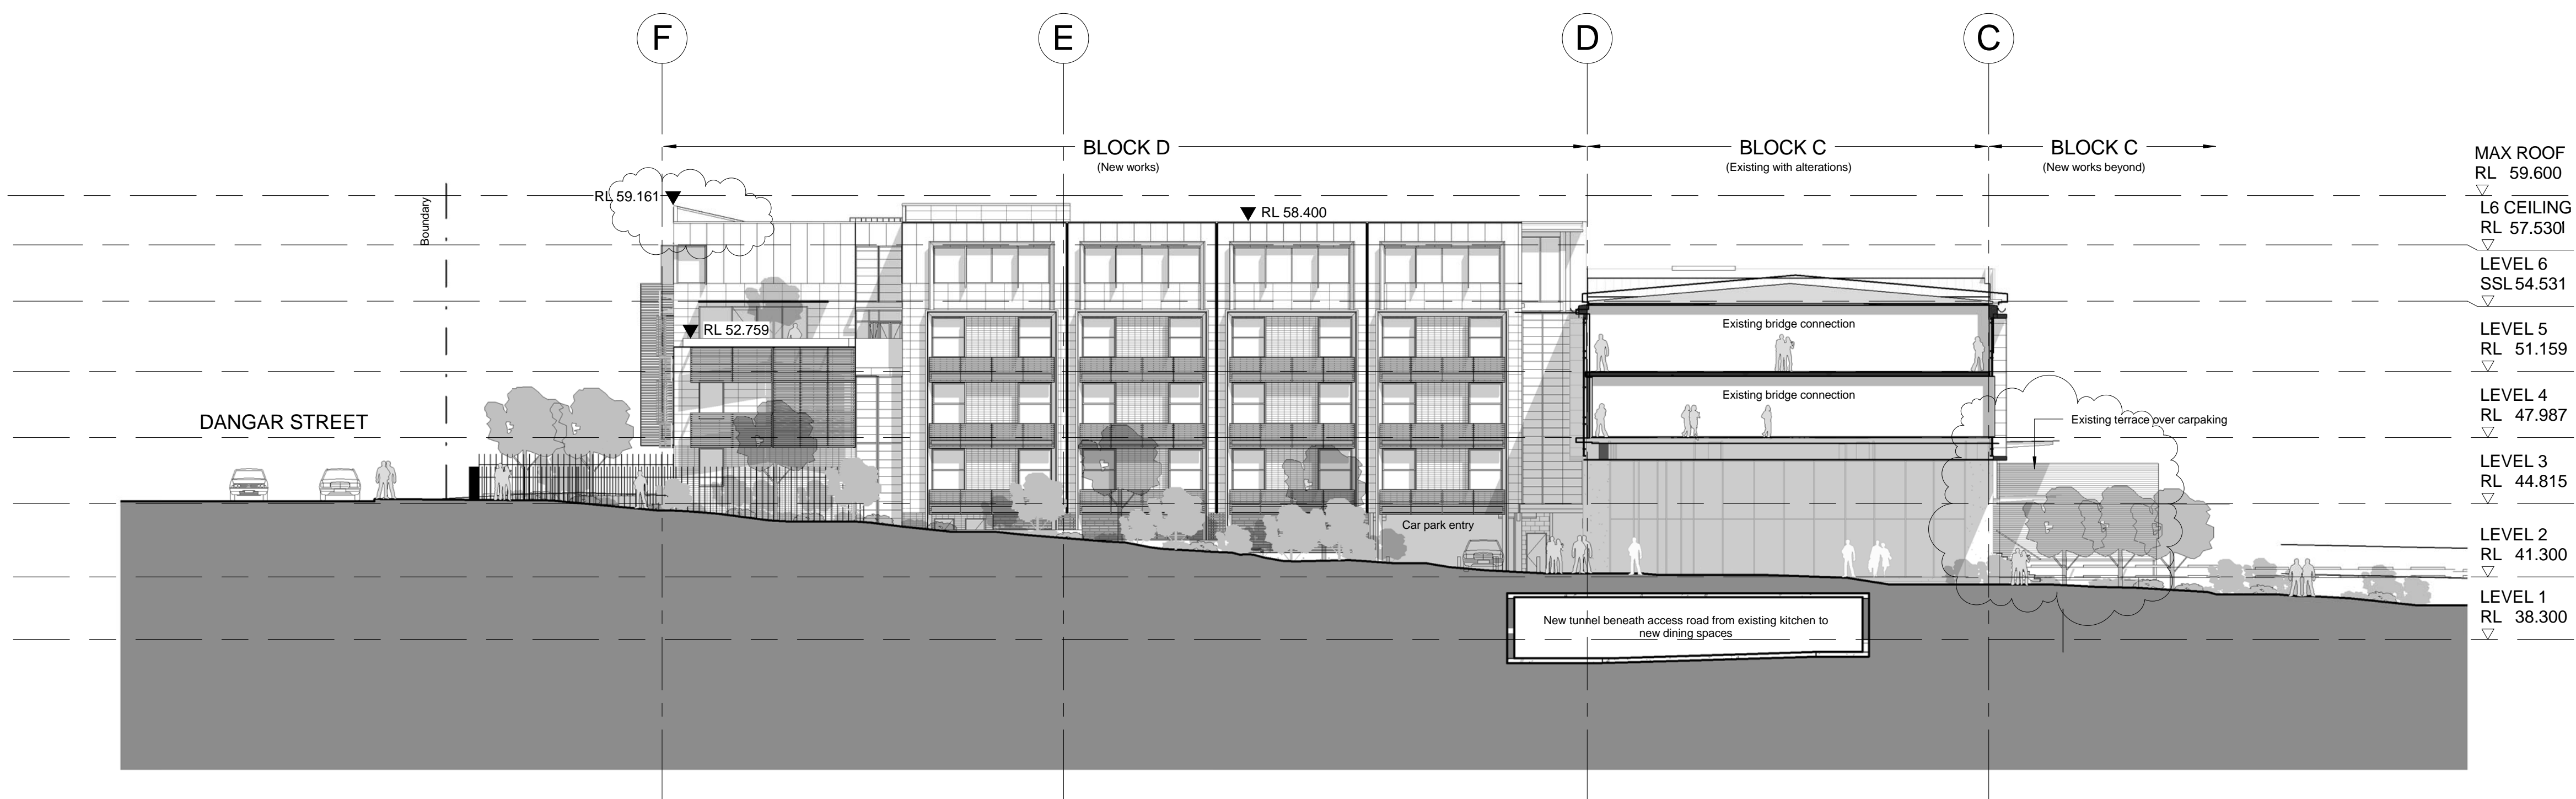 F
E
D
C
BLOCK D
(New works)
BLOCK C
(Existing with alterations)
BLOCK C
(New works beyond)
MAX ROOF
RL 59.600
L6 CEILING
RL 57.530l
LEVEL 6
SSL 54.531
LEVEL 5
RL 51.159
LEVEL 4
RL 47.987
LEVEL 3
RL 44.815
LEVEL 2
RL 41.300
LEVEL 1
RL 38.300
Boundary
RL 59.161
RL 58.400
RL 52.759
DANGAR STREET
Existing bridge connection
Existing bridge connection
Existing terrace over carpaking
Car park entry
New tunnel beneath access road from existing kitchen to
new dining spaces